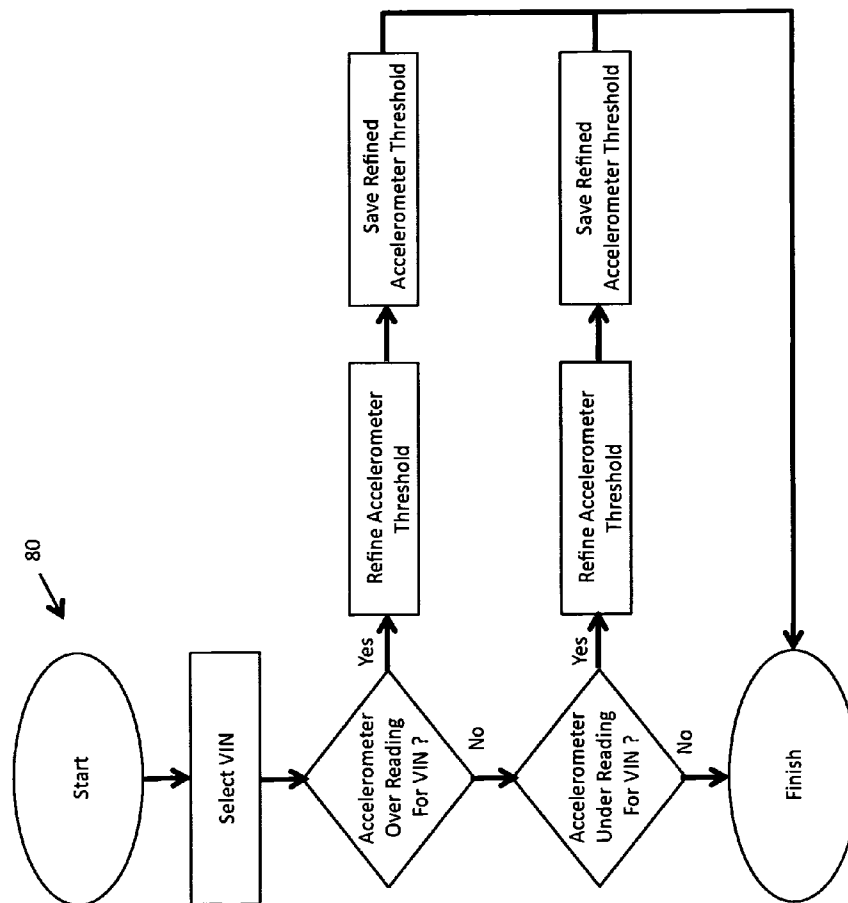 80
Start
Select VIN
Accelerometer
Over Reading
For VIN ?
Yes
Refine Accelerometer
Threshold
Save Refined
Accelerometer Threshold
No
Accelerometer
Under Reading
For VIN ?
Yes
Refine Accelerometer
Threshold
Save Refined
Accelerometer Threshold
No
Finish